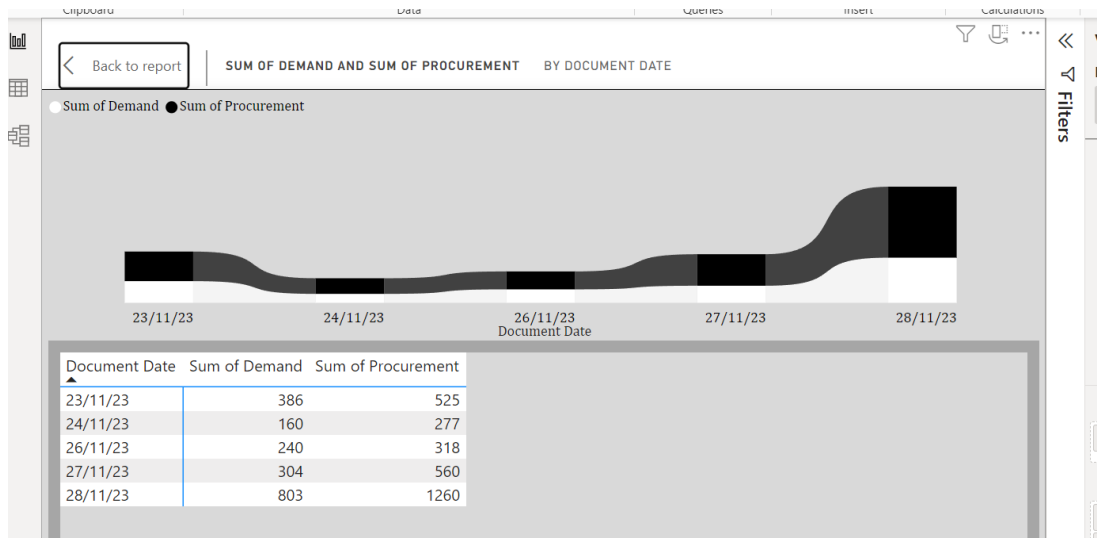 Clipboard Data Queries Insert Calculations
Back to report SUM OF DEMAND AND SUM OF PROCUREMENT BY DOCUMENT DATE
Sum of Demand Sum of Procurement
23/11/23 24/11/23 26/11/23 27/11/23 28/11/23
Document Date
Document Date Sum of Demand Sum of Procurement
23/11/23 386 525
24/11/23 160 277
26/11/23 240 318
27/11/23 304 560
28/11/23 803 1260
Filters